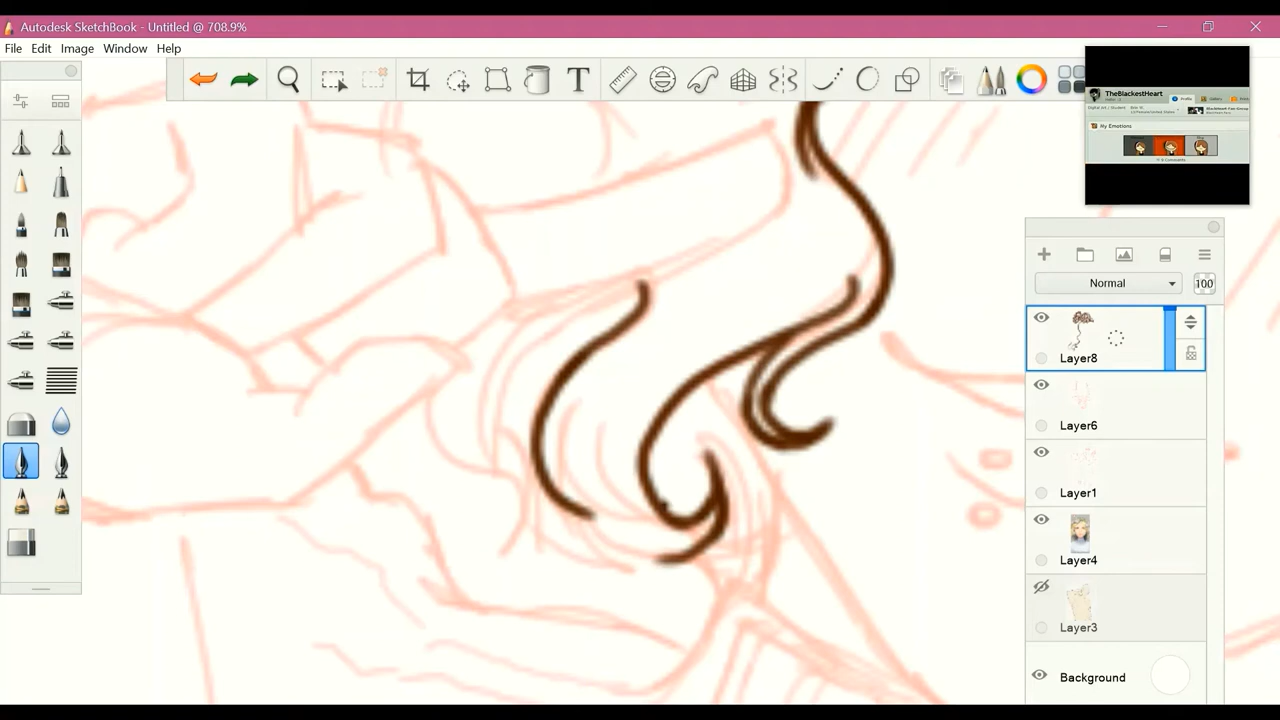 Autodesk SketchBook - Untitled @ 708.9%
File Edit Image Window Help
T
TheBlackestHeart
Profile
My Emotions
Normal
100
Layer8
Layer6
Layer1
Layer4
Layer3
Background